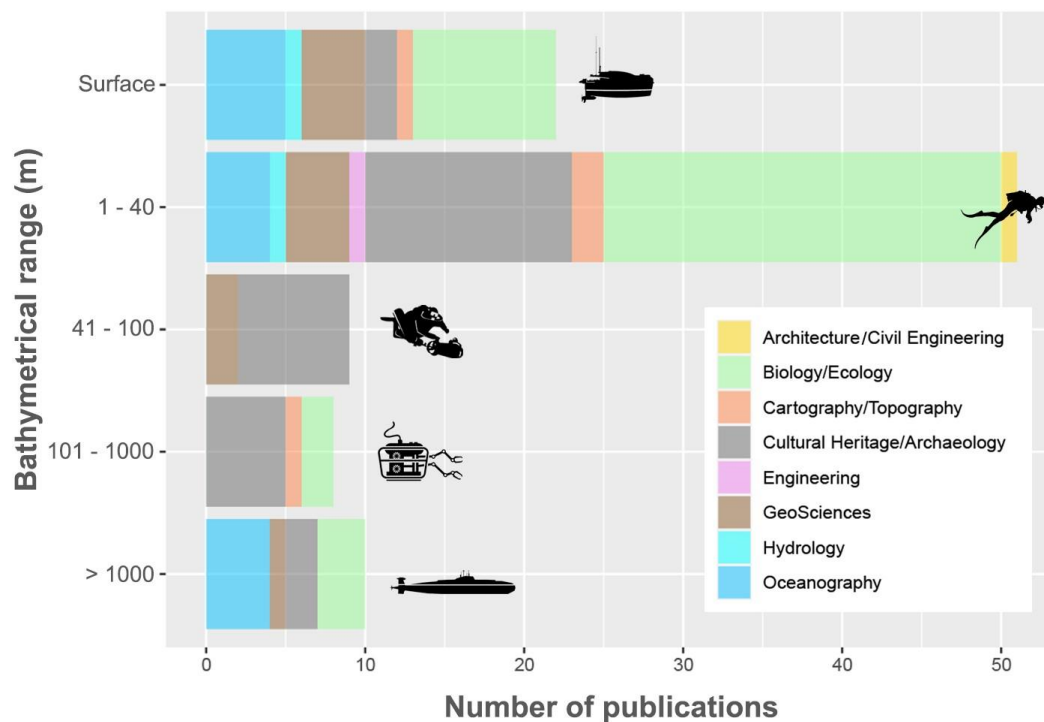 Bathymetrical range (m)
Surface
1 - 40
41 - 100
101 - 1000
> 1000
Architecture/Civil Engineering
Biology/Ecology
Cartography/Topography
Cultural Heritage/Archaeology
Engineering
GeoSciences
Hydrology
Oceanography
0 10 20 30 40 50
Number of publications